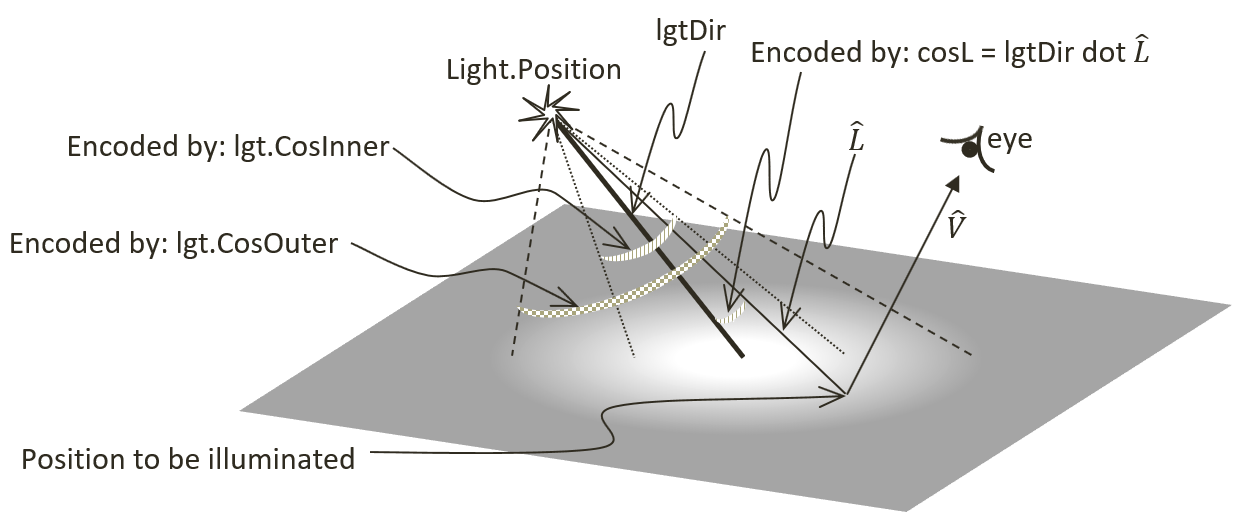 lgtDir
Encoded by: cosL = lgtDir dot L̂
Light.Position
Encoded by: lgt.CosInner
L̂
eye
V̂
Encoded by: lgt.CosOuter
Position to be illuminated